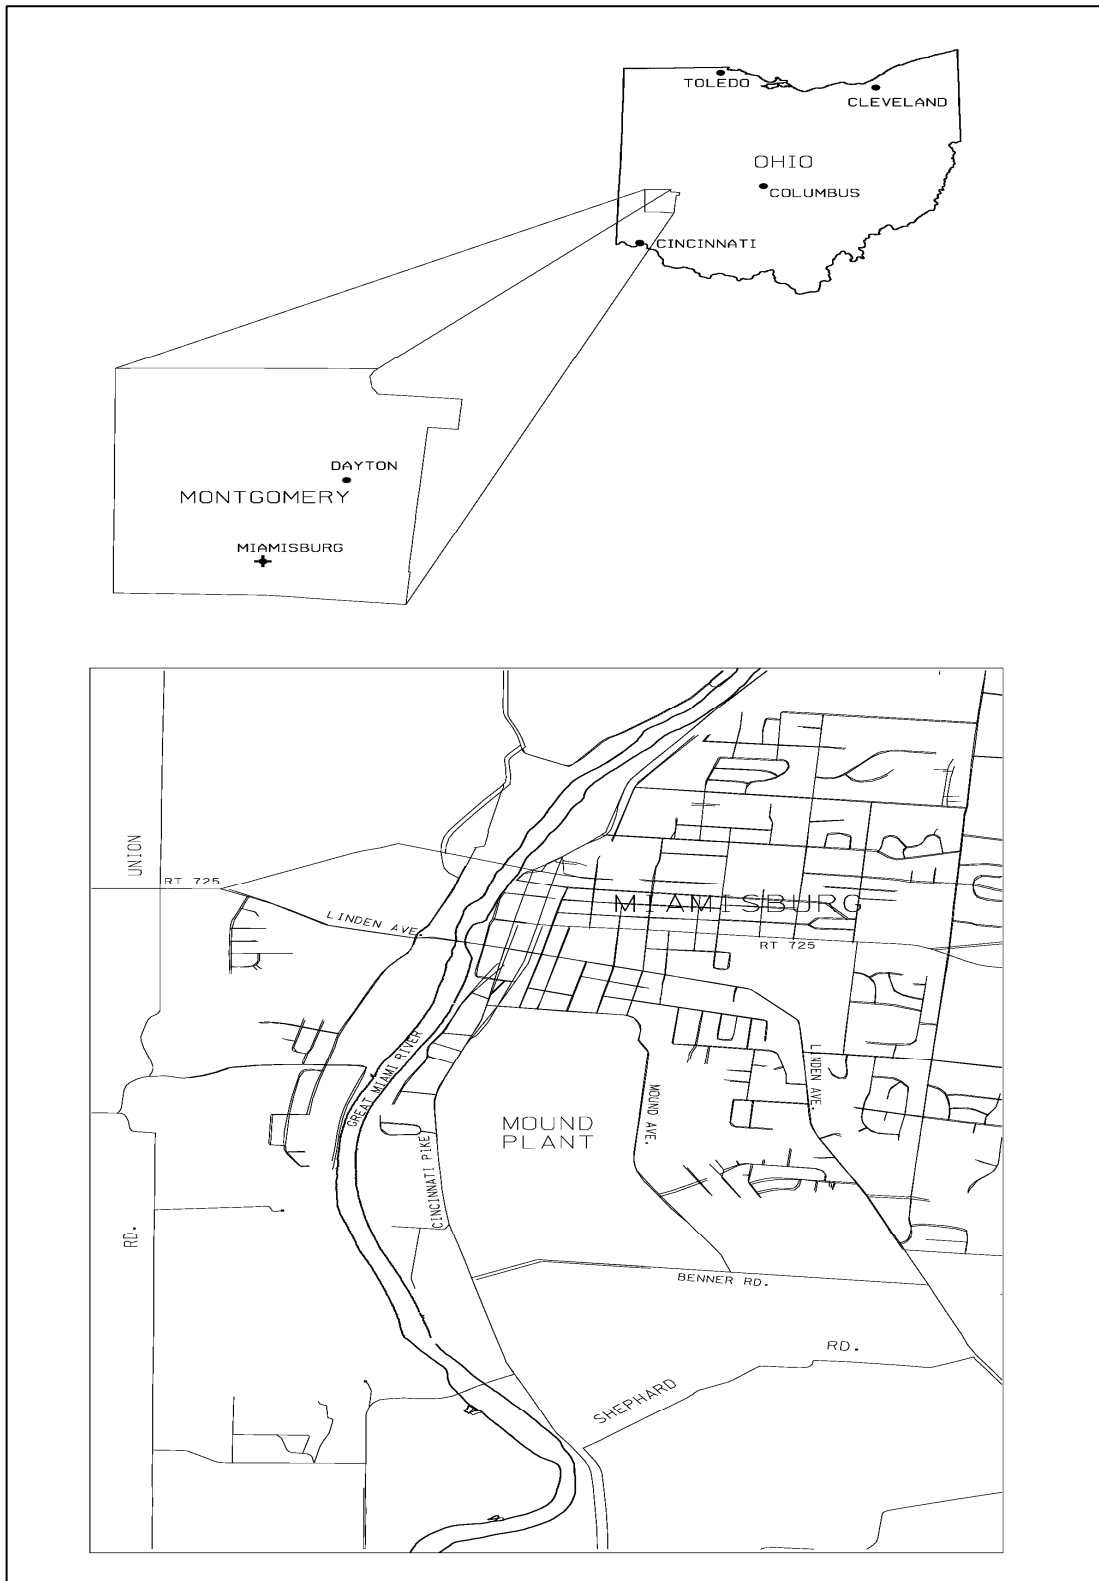 TOLEDO
CLEVELAND
OHIO
COLUMBUS
CINCINNATI
DAYTON
MONTGOMERY
MIAMISBURG
UNION
RT 725
LINDEN AVE.
MIAMISBURG
RT 725
GREAT MIAMI RIVER
LINDEN AVE.
MOUND AVE.
MOUND
PLANT
CINCINNATI PIKE
RD.
BENNER RD.
RD.
SHEPHARD